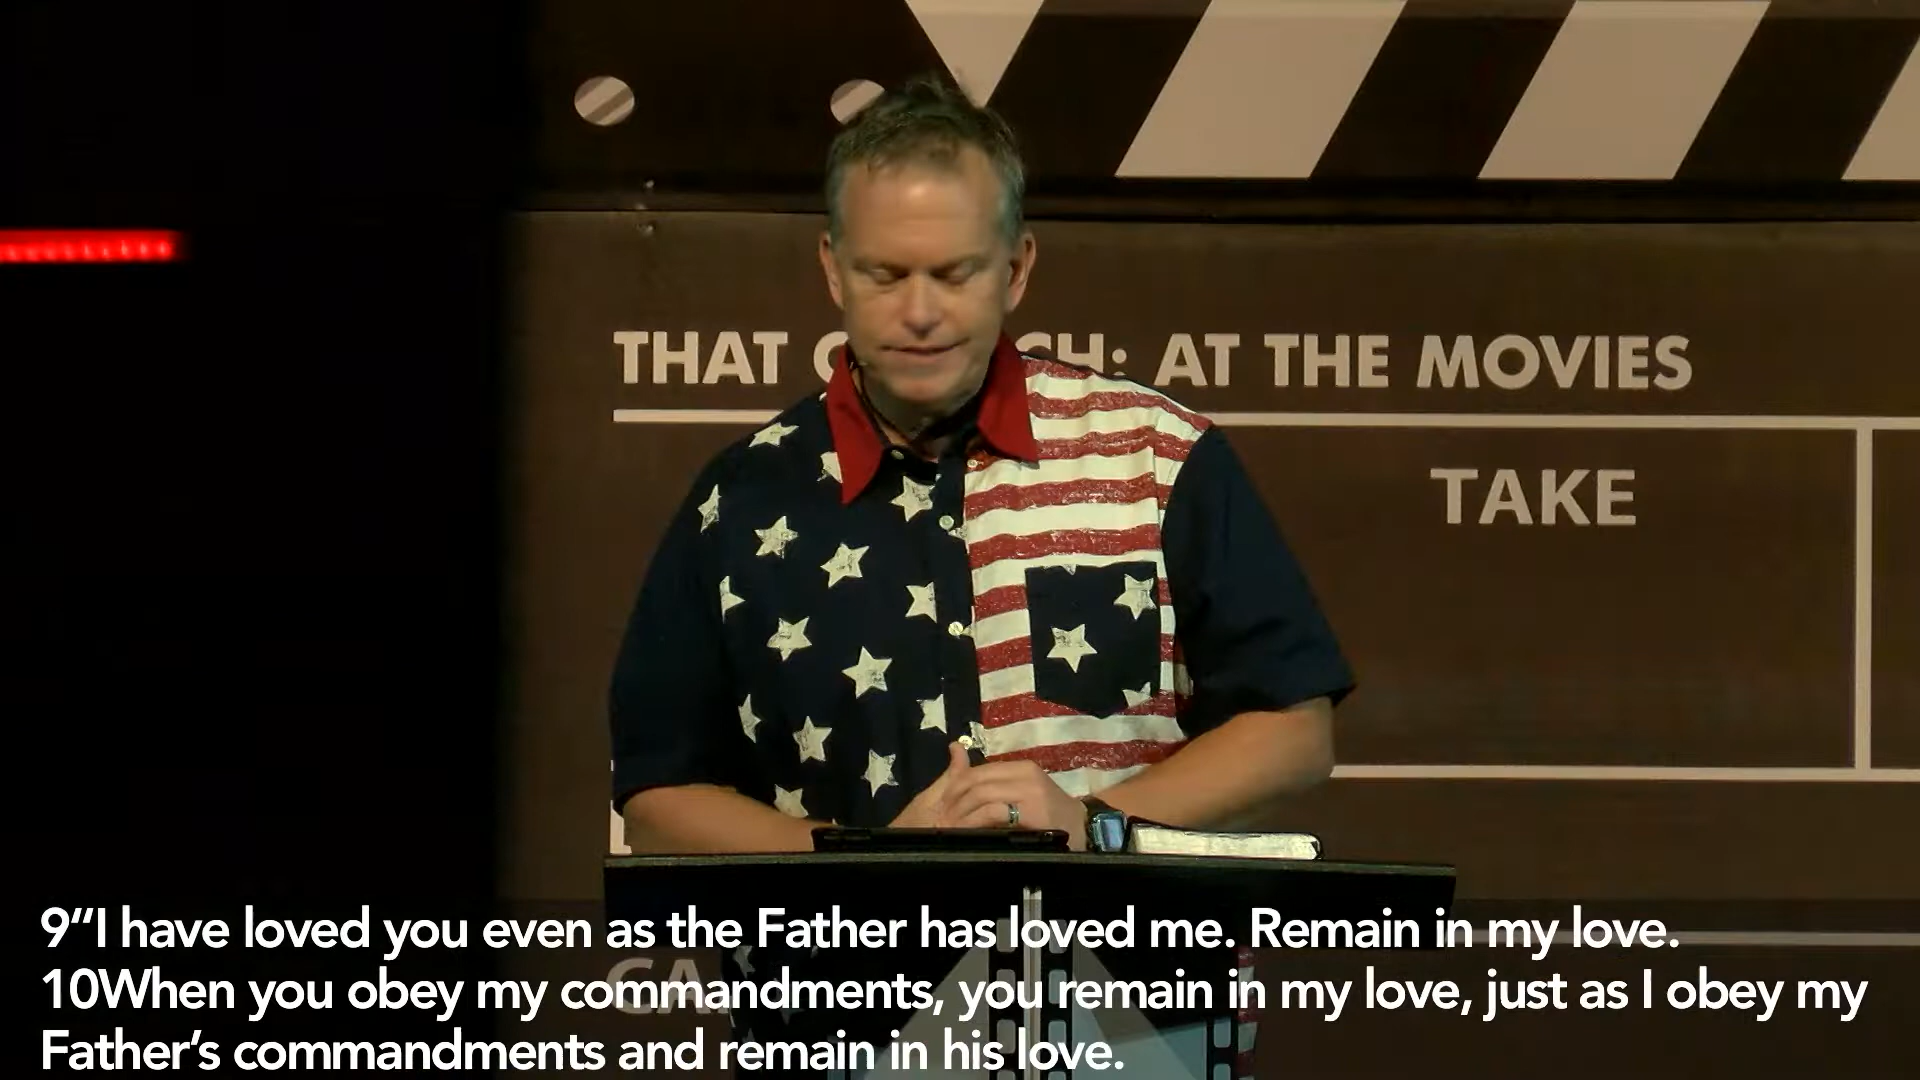 THAT CH: AT THE MOVIES
TAKE
CA
9“I have loved you even as the Father has loved me. Remain in my love.
10When you obey my commandments, you remain in my love, just as I obey my
Father’s commandments and remain in his love.